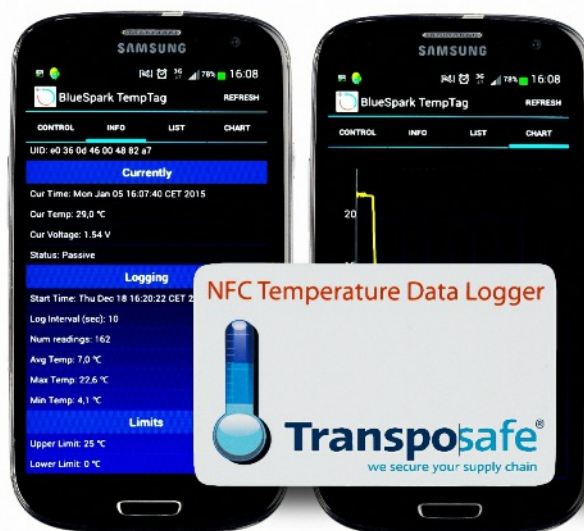 SAMSUNG
3G 78% 16:08
BlueSpark TempTag REFRESH
CONTROL INFO LIST CHART
UID: e0 36 0d 46 00 48 82 a7
Currently
Cur Time: Mon Jan 05 16:07:40 CET 2015
Cur Temp: 29,0 °C
Cur Voltage: 1.54 V
Status: Passive
Logging
Start Time: Thu Dec 18 16:20:22 CET 2
Log Interval (sec): 10
Num readings: 162
Avg Temp: 7,0 °C
Max Temp: 22,6 °C
Min Temp: 4,1 °C
Limits
Upper Limit: 25 °C
Lower Limit: 0 °C
SAMSUNG
3G 78% 16:08
BlueSpark TempTag REFRESH
CONTROL INFO LIST CHART
20
NFC Temperature Data Logger
Transposafe®
we secure your supply chain